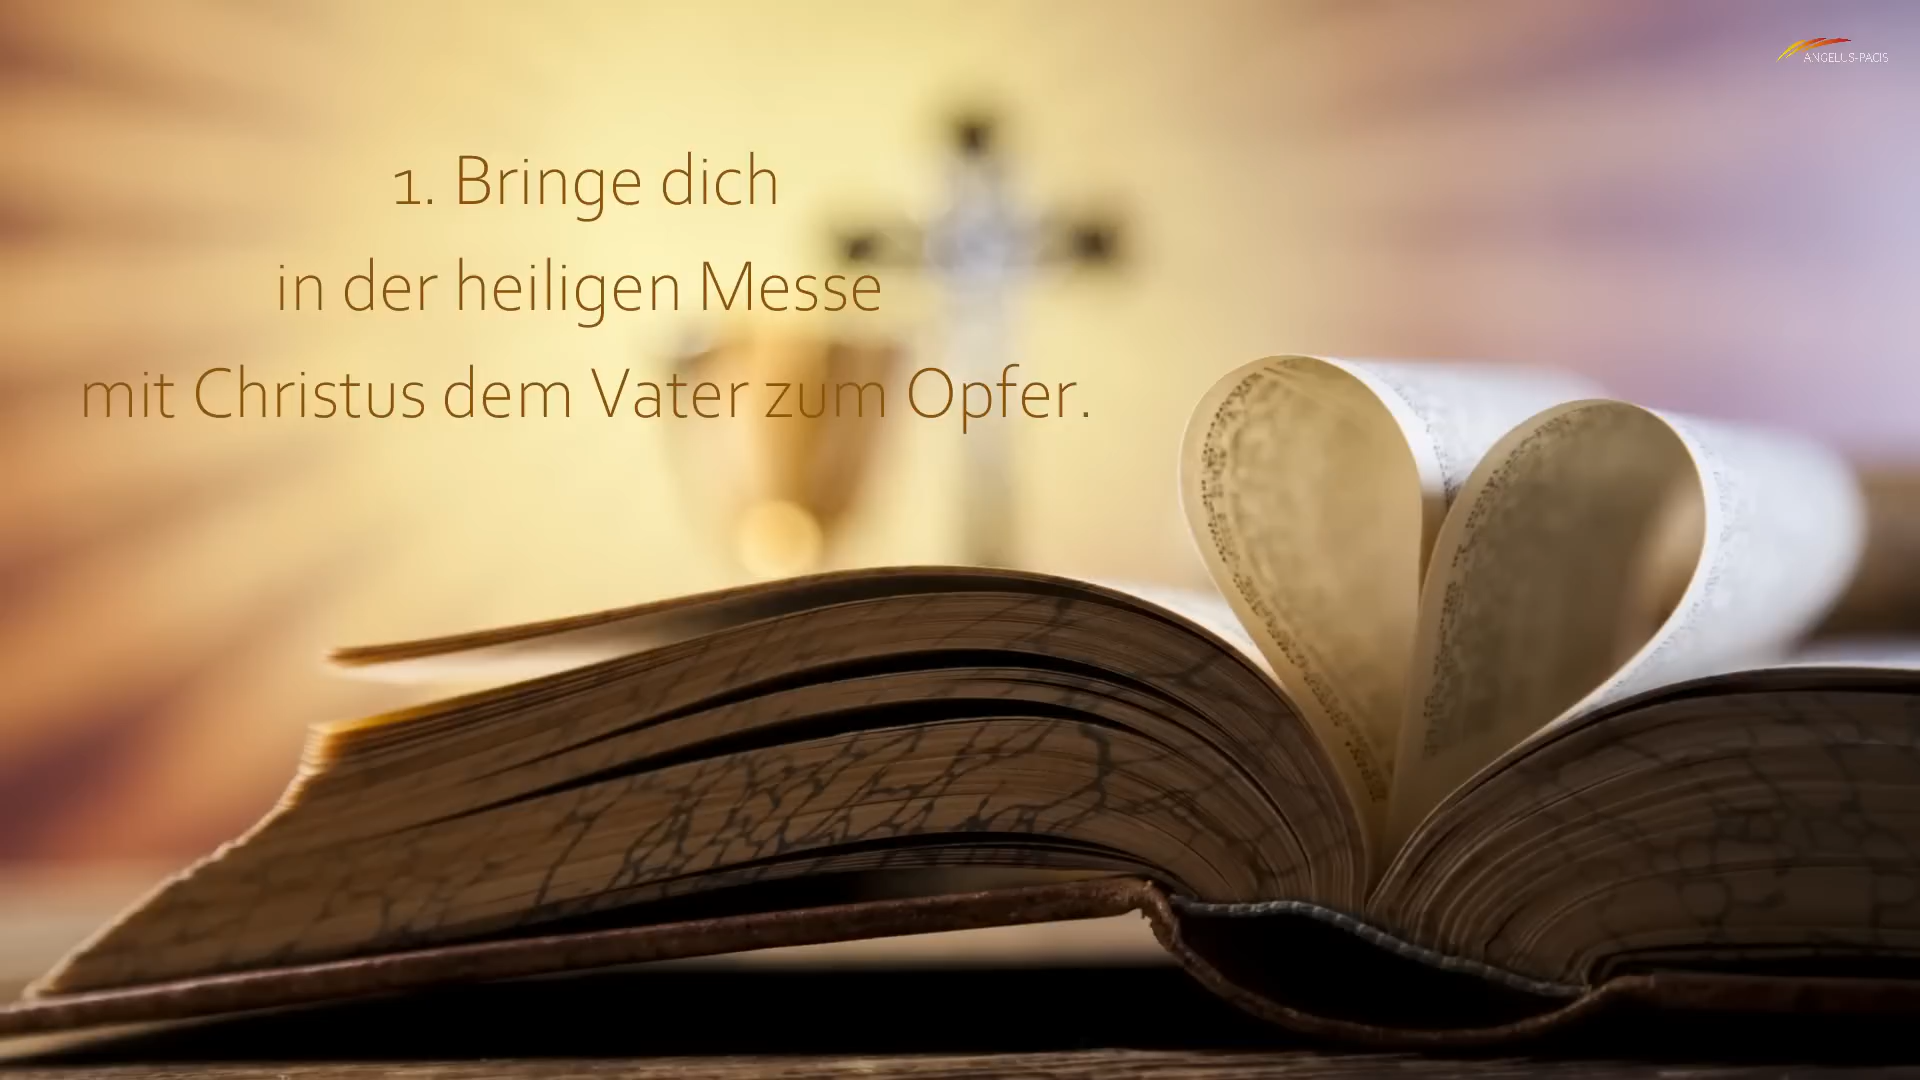 ANGELUS-PACIS
1. Bringe dich
in der heiligen Messe
mit Christus dem Vater zum Opfer.